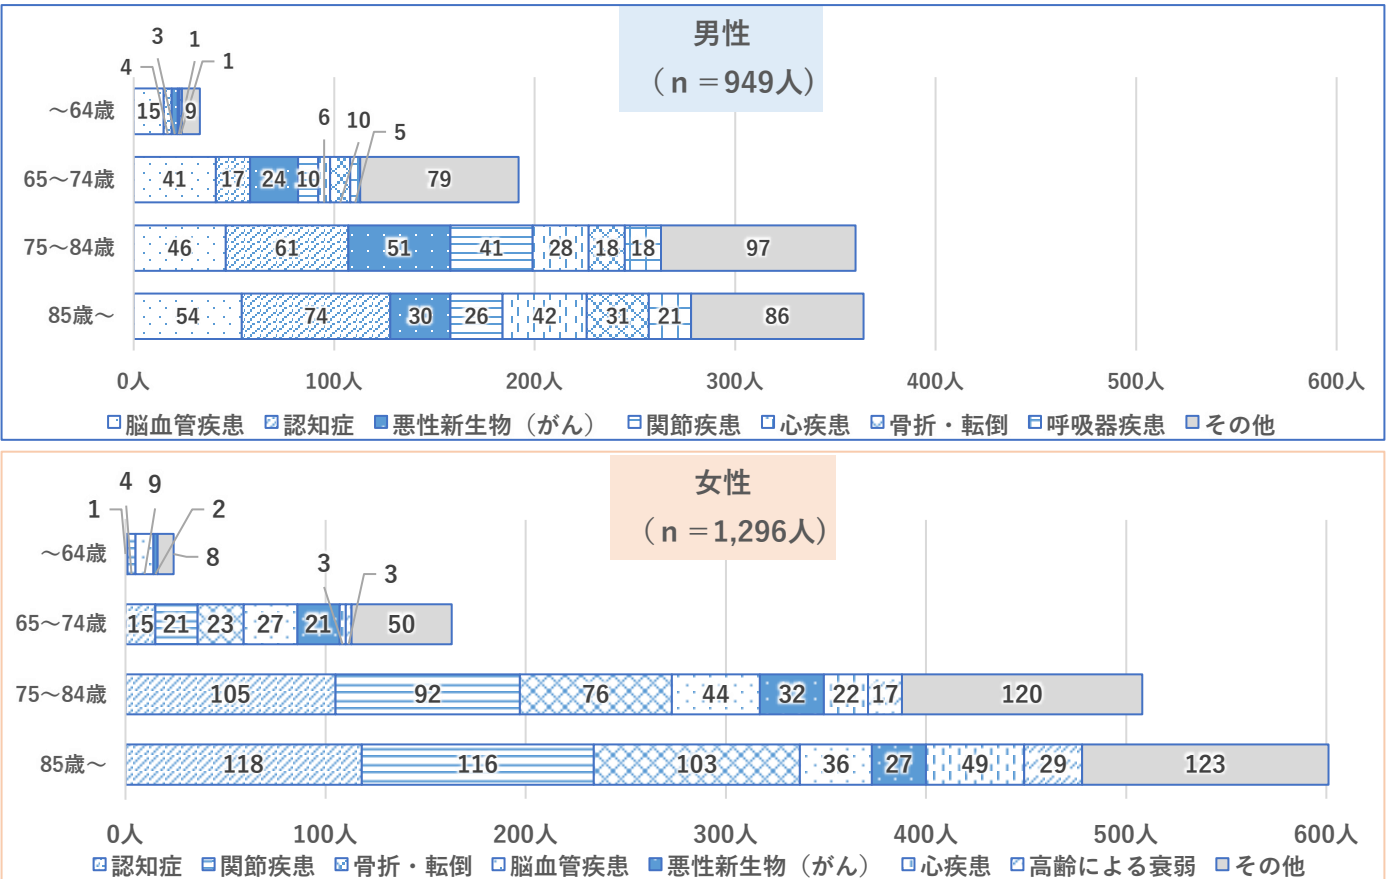 男性
（ｎ＝949人）
3 1
4 1
～64歳 15 9
6 10 5
65～74歳 41 17 24 10 79
75～84歳 46 61 51 41 28 18 18 97
85歳～ 54 74 30 26 42 31 21 86
0人 100人 200人 300人 400人 500人 600人
脳血管疾患 認知症 悪性新生物（がん） 関節疾患 心疾患 骨折・転倒 呼吸器疾患 その他
女性
（ｎ＝1,296人）
4 9
1 2
～64歳 8
3 3
65～74歳 15 21 23 27 21 50
75～84歳 105 92 76 44 32 22 17 120
85歳～ 118 116 103 36 27 49 29 123
0人 100人 200人 300人 400人 500人 600人
認知症 関節疾患 骨折・転倒 脳血管疾患 悪性新生物（がん） 心疾患 高齢による衰弱 その他